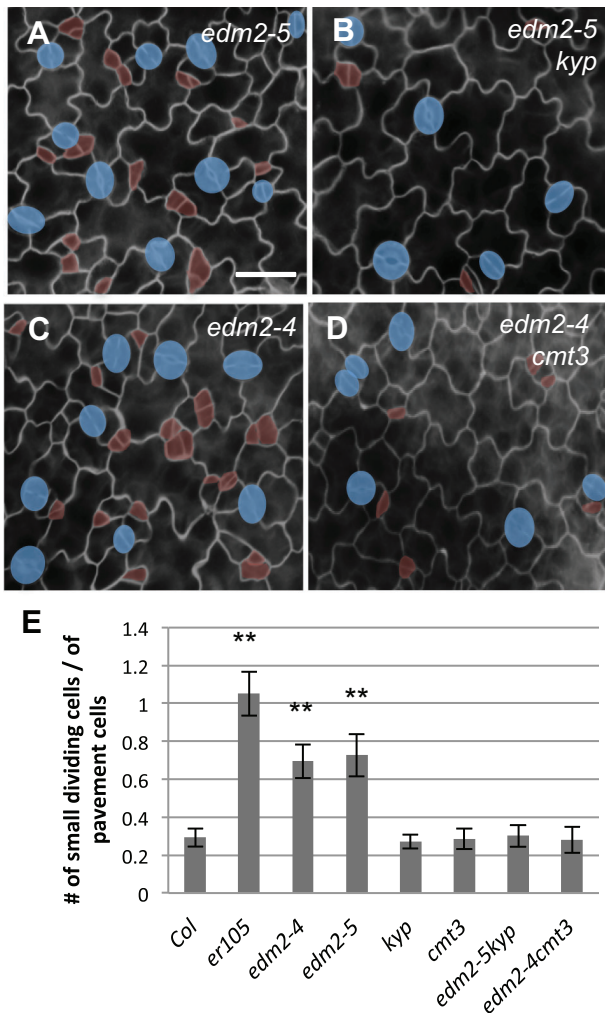 A
edm2-5
B
edm2-5
kyp
C
edm2-4
D
edm2-4
cmt3
E
# of small dividing cells / of
pavement cells
1.4
1.2
1
0.8
0.6
0.4
0.2
0
**
**
**
Col
er105
edm2-4
edm2-5
kyp
cmt3
edm2-5kyp
edm2-4cmt3